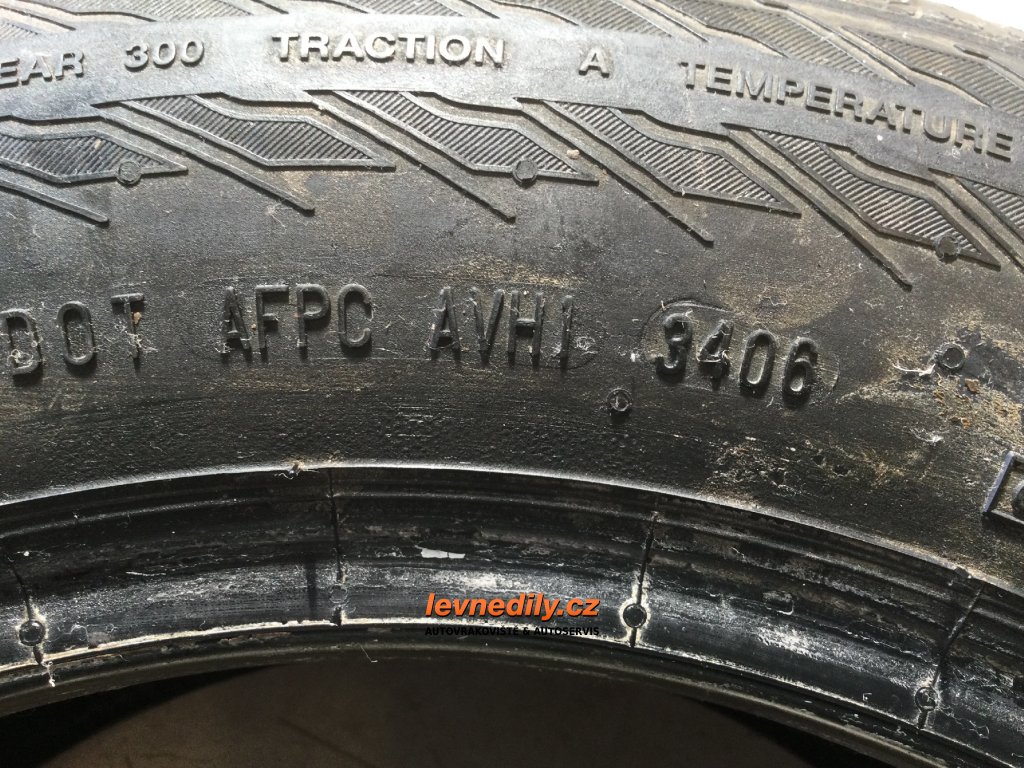 EAR 300 TRACTION A TEMPERATURE
DOT AFPC AVH1 3406
levnedily.cz
AUTOVRAKOVIŠTĚ & AUTOSERVIS